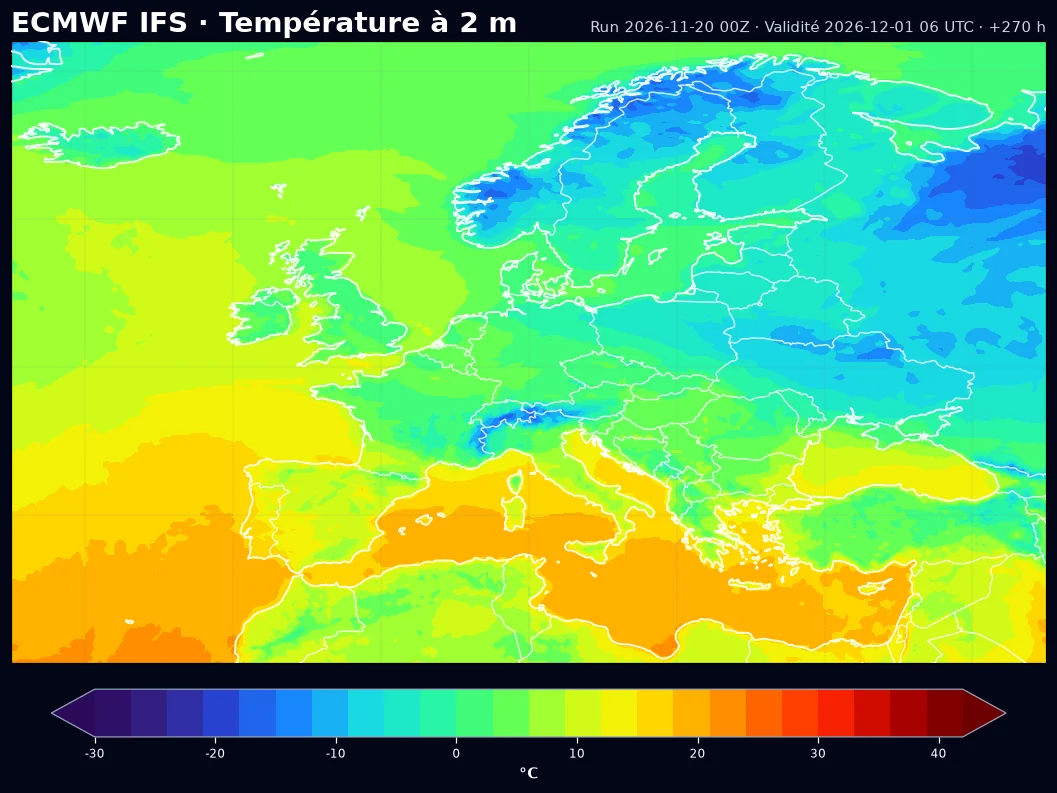 ECMWF IFS · Température à 2 m
Run 2026-11-20 00Z · Validité 2026-12-01 06 UTC · +270 h
-30 -20 -10 0 10 20 30 40
°C